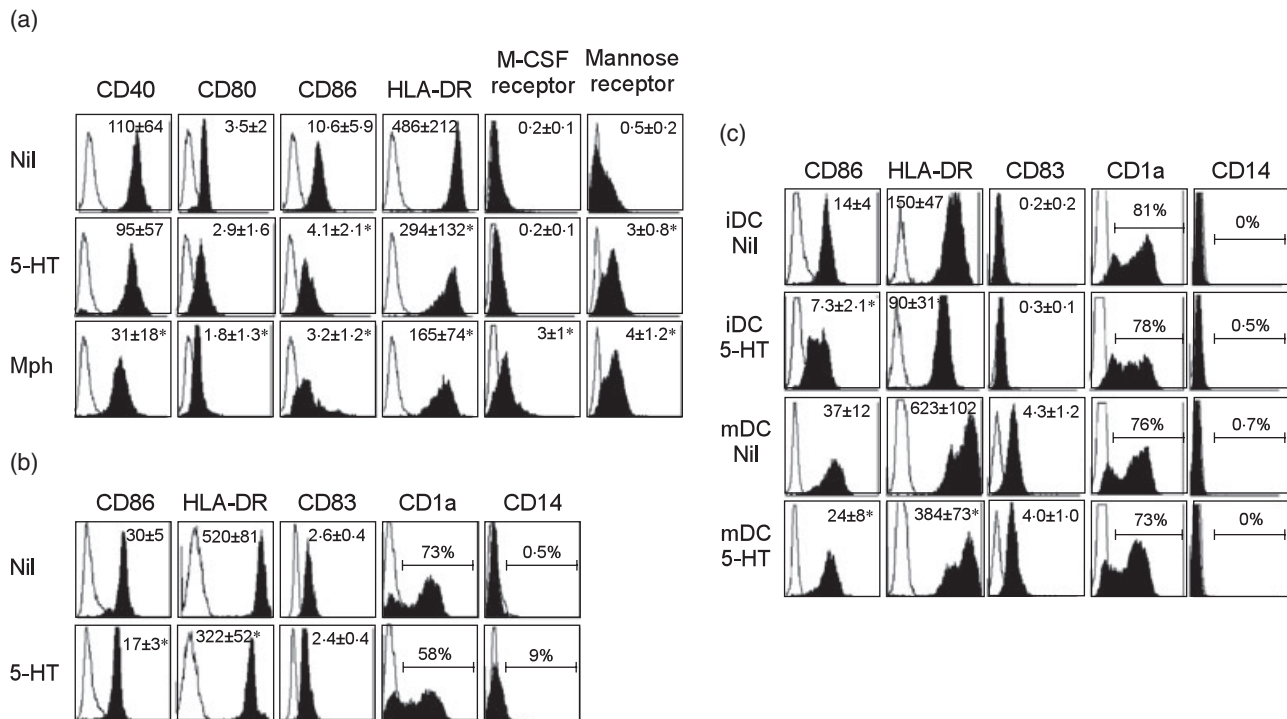 (a)
CD40 CD80 CD86 HLA-DR M-CSF receptor Mannose receptor
Nil 110±64 3·5±2 10·6±5·9 486±212 0·2±0·1 0·5±0·2
5-HT 95±57 2·9±1·6 4.1±2·1* 294±132* 0·2±0·1 3±0·8*
Mph 31±18* 1·8±1·3* 3·2±1·2* 165±74* 3±1* 4±1·2*
(b)
CD86 HLA-DR CD83 CD1a CD14
Nil 30±5 520±81 2·6±0·4 73% 0·5%
5-HT 17±3* 322±52* 2·4±0·4 58% 9%
(c)
CD86 HLA-DR CD83 CD1a CD14
iDC Nil 14±4 150±47 0·2±0·2 81% 0%
iDC 5-HT 7·3±2·1* 90±31* 0·3±0·1 78% 0·5%
mDC Nil 37±12 623±102 4·3±1·2 76% 0·7%
mDC 5-HT 24±8* 384±73* 4·0±1·0 73% 0%